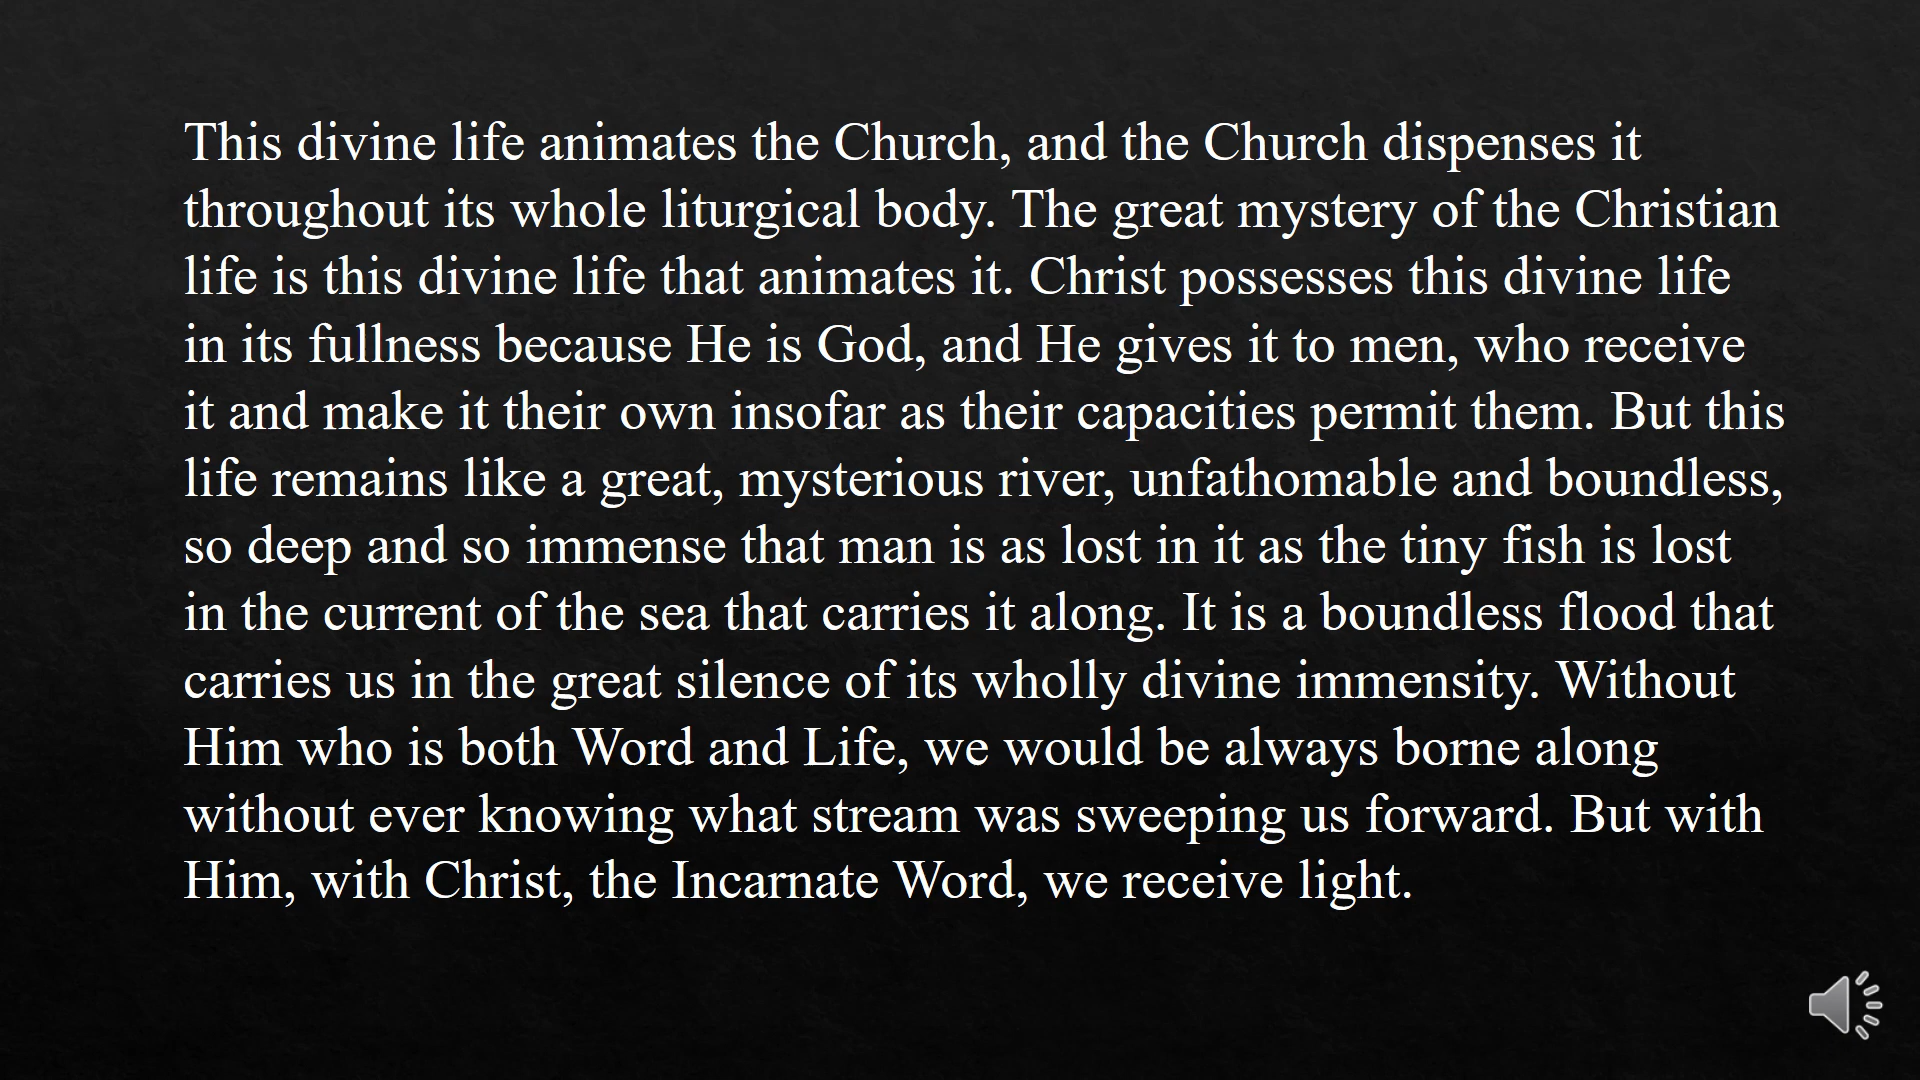 This divine life animates the Church, and the Church dispenses it
throughout its whole liturgical body. The great mystery of the Christian
life is this divine life that animates it. Christ possesses this divine life
in its fullness because He is God, and He gives it to men, who receive
it and make it their own insofar as their capacities permit them. But this
life remains like a great, mysterious river, unfathomable and boundless,
so deep and so immense that man is as lost in it as the tiny fish is lost
in the current of the sea that carries it along. It is a boundless flood that
carries us in the great silence of its wholly divine immensity. Without
Him who is both Word and Life, we would be always borne along
without ever knowing what stream was sweeping us forward. But with
Him, with Christ, the Incarnate Word, we receive light.